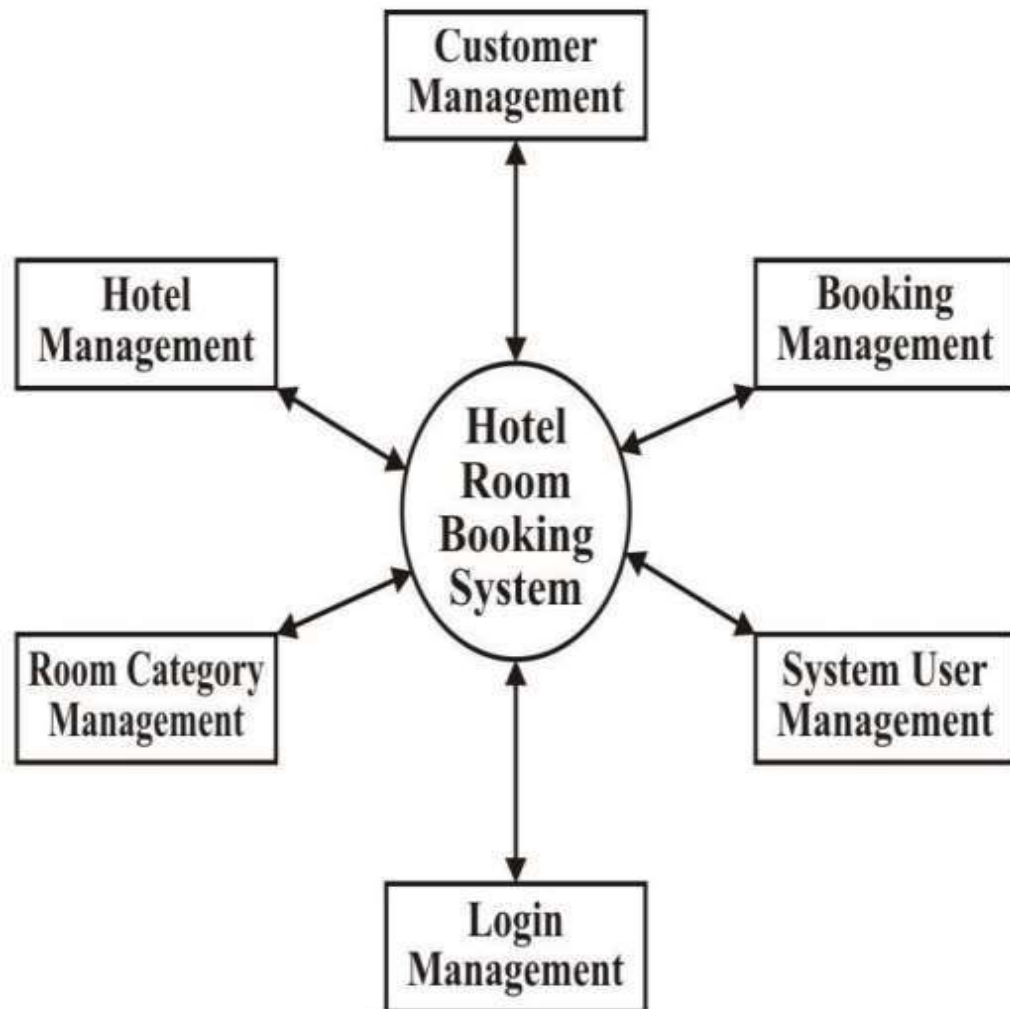 Customer
Management
Hotel
Management
Booking
Management
Hotel
Room
Booking
System
Room Category
Management
System User
Management
Login
Management